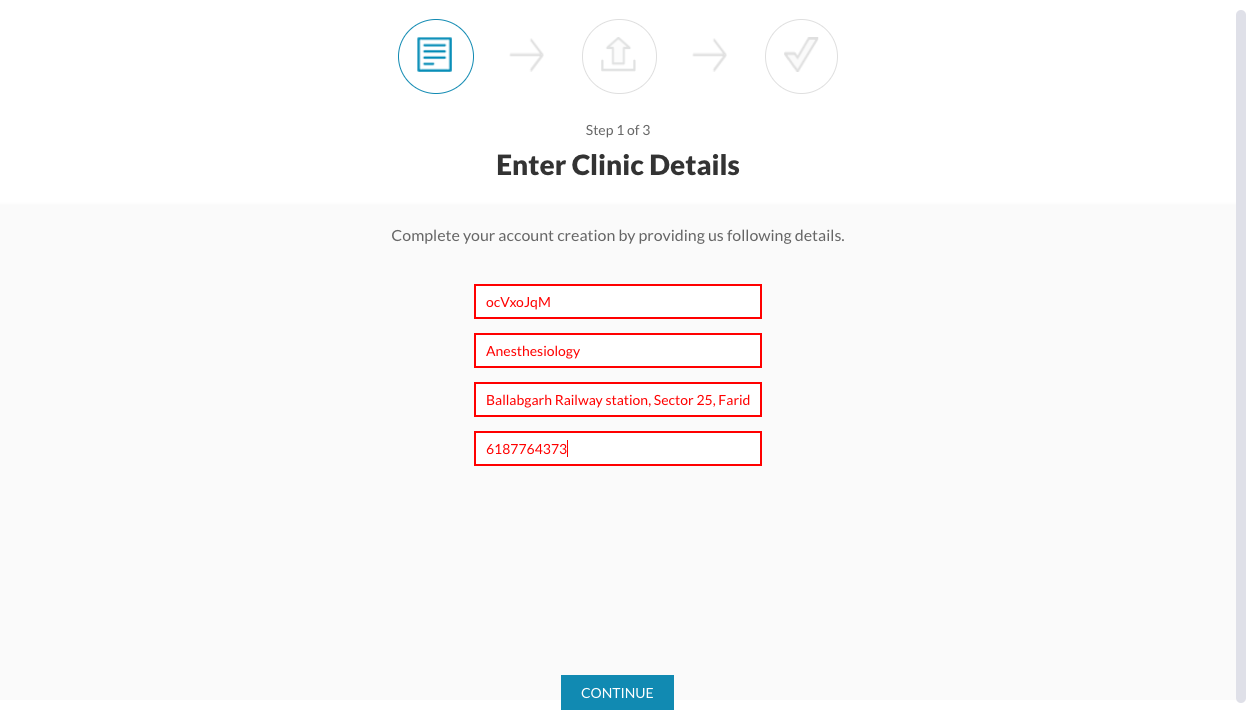 Step 1 of 3
Enter Clinic Details
Complete your account creation by providing us following details.
ocVxoJqM
Anesthesiology
Ballabgarh Railway station, Sector 25, Farid
6187764373
CONTINUE